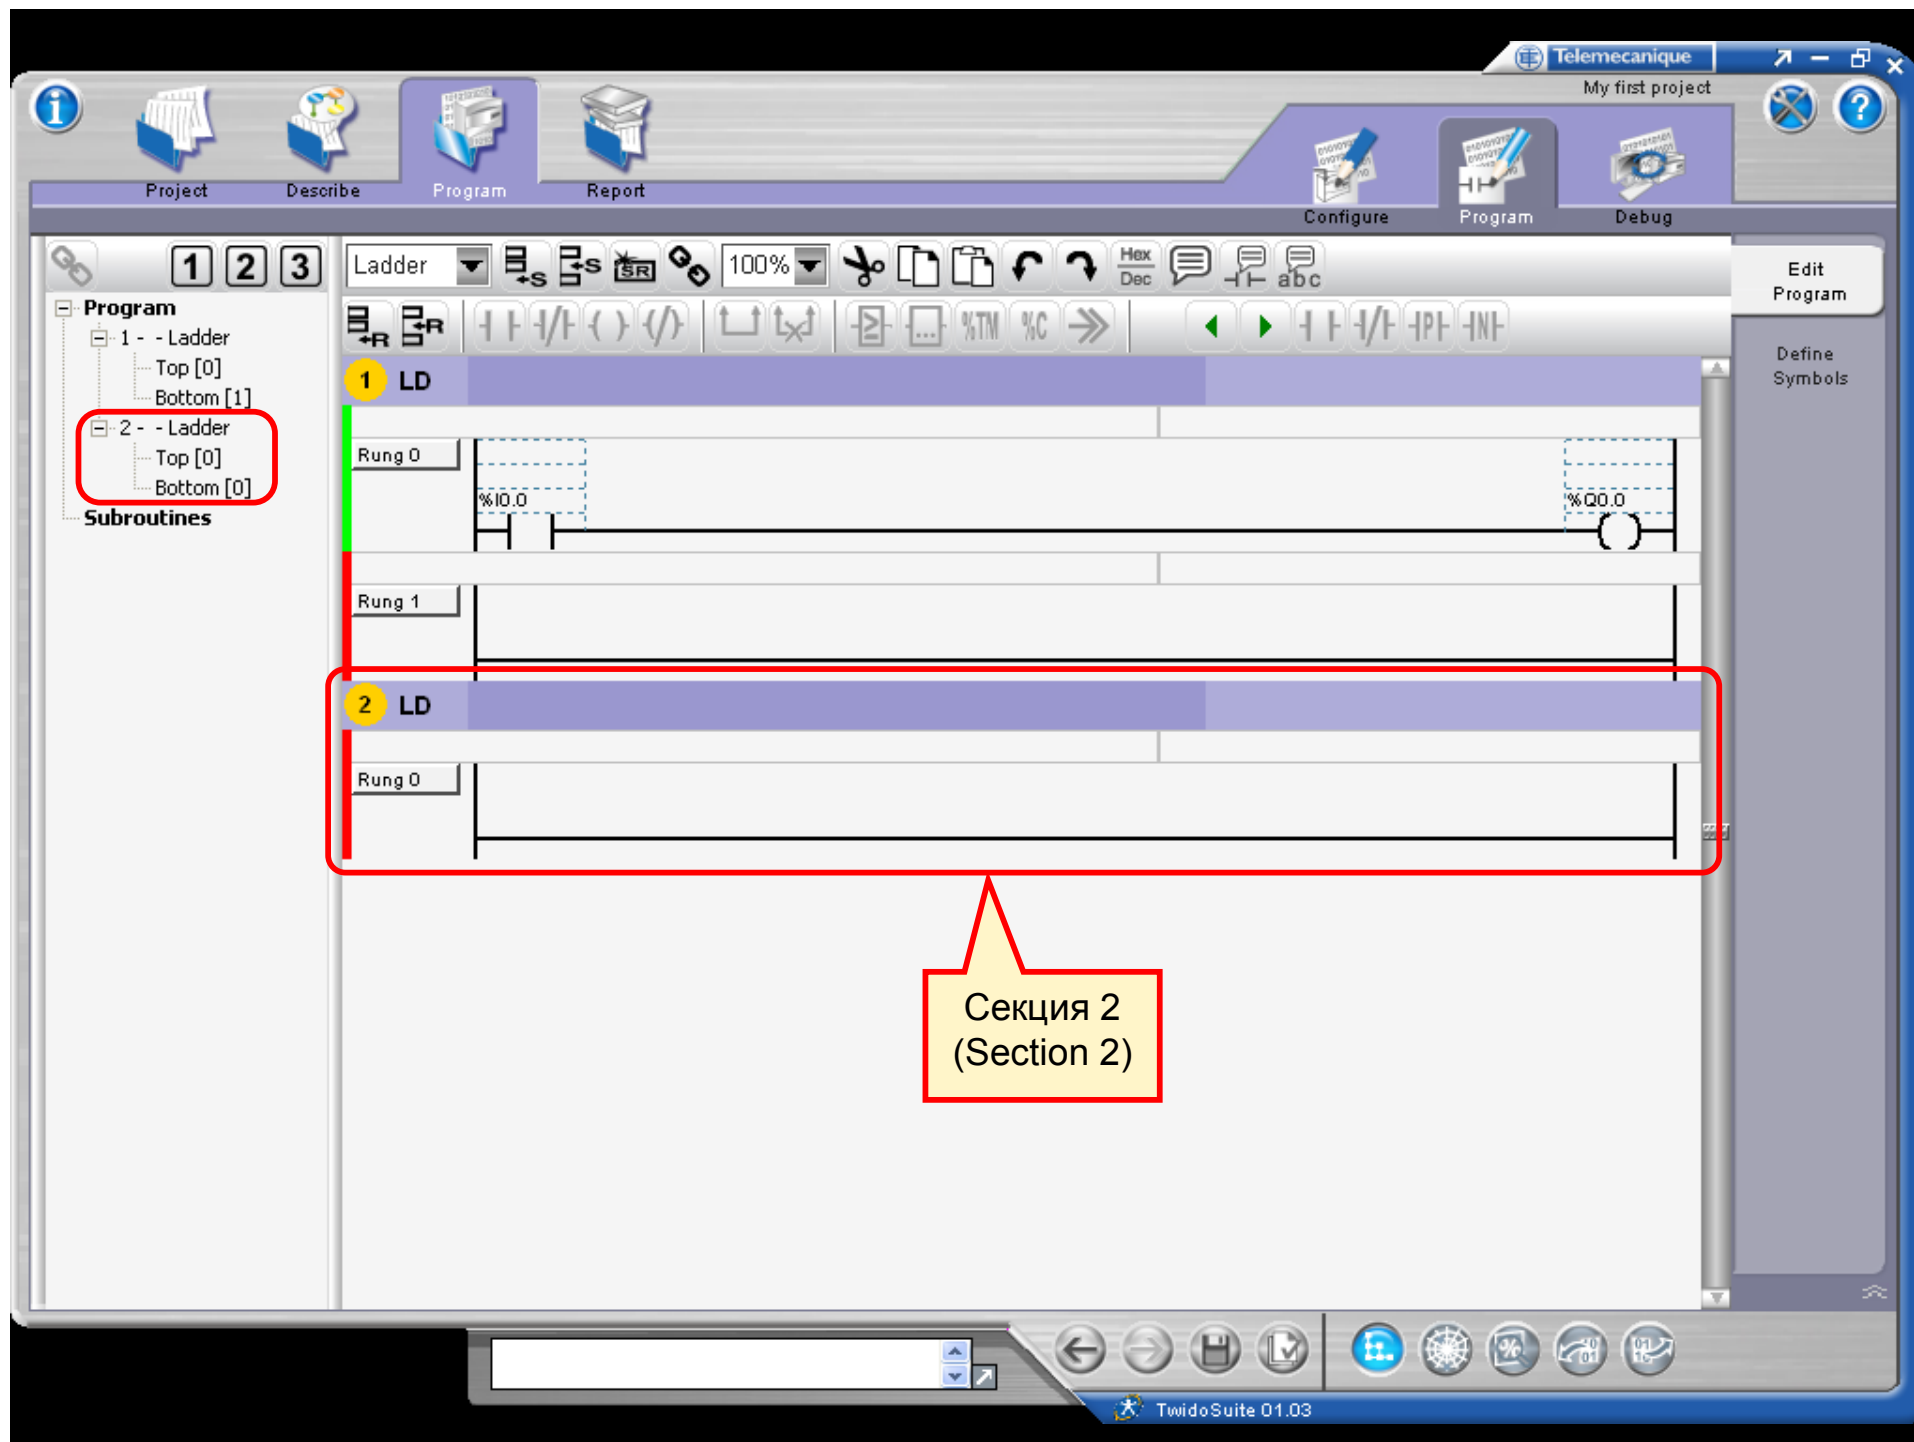 Telemecanique
My first project
Project
Describe
Program
Report
Configure
Program
Debug
1 2 3
Ladder
S
S
SR
100%
Hex
Dec
abc
Edit
Program
Define
Symbols
Program
1 - - Ladder
Top [0]
Bottom [1]
2 - - Ladder
Top [0]
Bottom [0]
Subroutines
R
R
%TM
%C
P
N
1 LD
Rung 0
%I0.0
%Q0.0
Rung 1
2 LD
Rung 0
Секция 2
(Section 2)
TwidoSuite 01.03